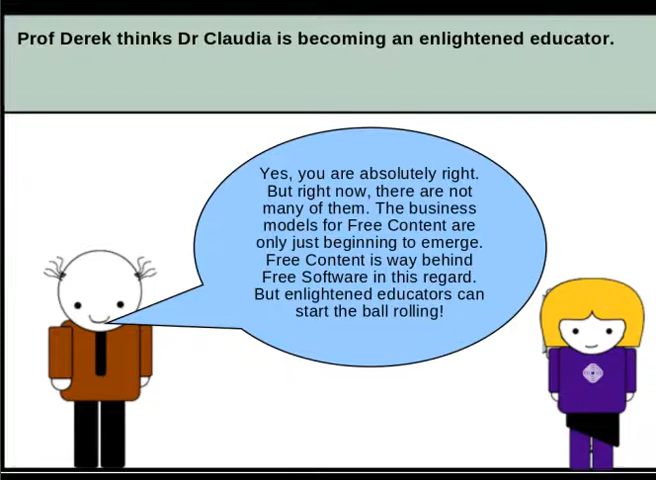 Prof Derek thinks Dr Claudia is becoming an enlightened educator.
Yes, you are absolutely right.
But right now, there are not
many of them. The business
models for Free Content are
only just beginning to emerge.
Free Content is way behind
Free Software in this regard.
But enlightened educators can
start the ball rolling!